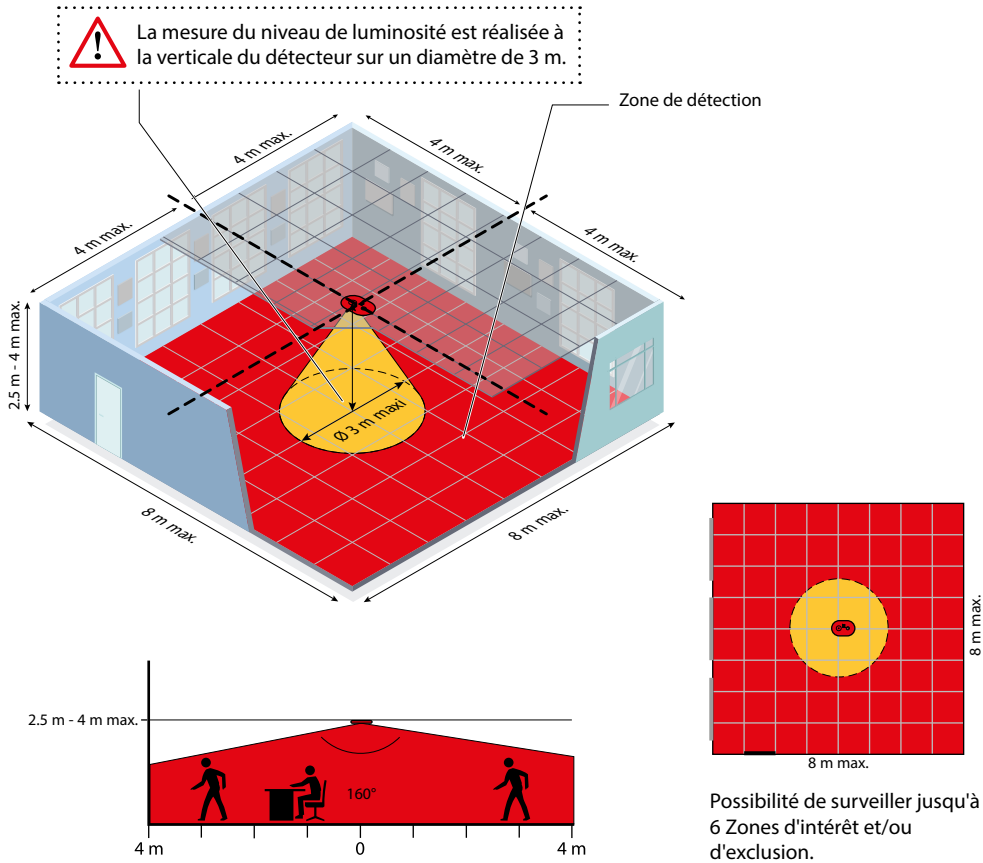 La mesure du niveau de luminosité est réalisée à
la verticale du détecteur sur un diamètre de 3 m.
Zone de détection
4 m max.
4 m max.
4 m max.
4 m max.
2.5 m - 4 m max.
Ø 3 m maxi
8 m max.
8 m max.
8 m max.
8 m max.
2.5 m - 4 m max.
160°
4 m
0
4 m
Possibilité de surveiller jusqu'à
6 Zones d'intérêt et/ou
d'exclusion.